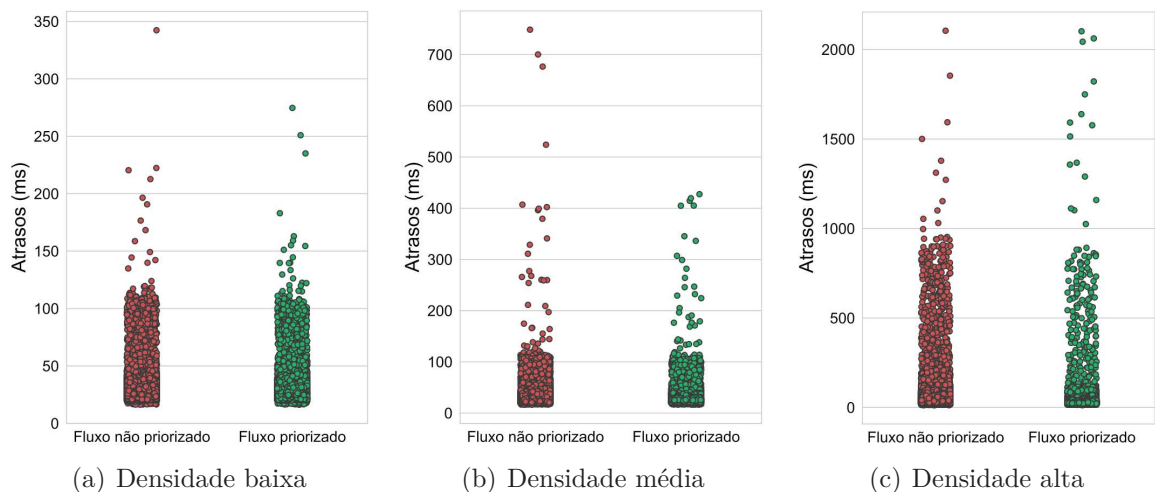 350
300
250
200
150
100
50
0
Atrasos (ms)
Fluxo não priorizado Fluxo priorizado
(a) Densidade baixa
700
600
500
400
300
200
100
0
Atrasos (ms)
Fluxo não priorizado Fluxo priorizado
(b) Densidade média
2000
1500
1000
500
0
Atrasos (ms)
Fluxo não priorizado Fluxo priorizado
(c) Densidade alta